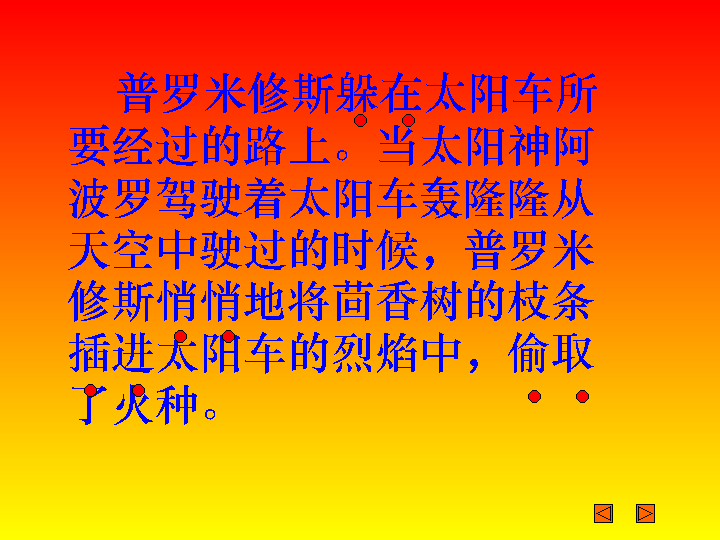 普罗米修斯躲在太阳车所
要经过的路上。当太阳神阿
波罗驾驶着太阳车轰隆隆从
天空中驶过的时候，普罗米
修斯悄悄地将茴香树的枝条
插进太阳车的烈焰中，偷取
了火种。